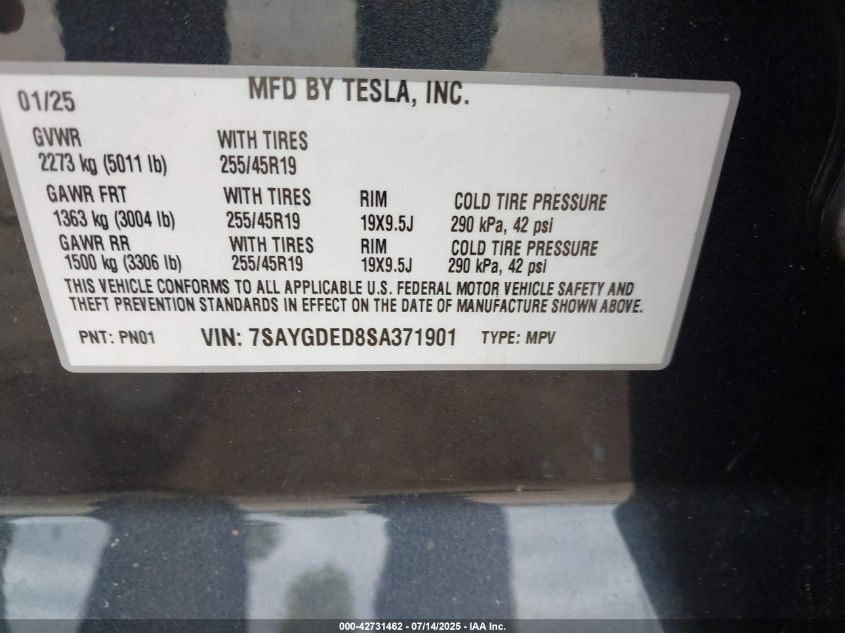 01/25 MFD BY TESLA, INC.
GVWR WITH TIRES
2273 kg (5011 lb) 255/45R19
GAWR FRT WITH TIRES RIM COLD TIRE PRESSURE
1363 kg (3004 lb) 255/45R19 19X9.5J 290 kPa, 42 psi
GAWR RR WITH TIRES RIM COLD TIRE PRESSURE
1500 kg (3306 lb) 255/45R19 19X9.5J 290 kPa, 42 psi
THIS VEHICLE CONFORMS TO ALL APPLICABLE U.S. FEDERAL MOTOR VEHICLE SAFETY AND
THEFT PREVENTION STANDARDS IN EFFECT ON THE DATE OF MANUFACTURE SHOWN ABOVE.
PNT: PN01 VIN: 7SAYGDED8SA371901 TYPE: MPV
000-42731462 - 07/14/2025 - IAA Inc.